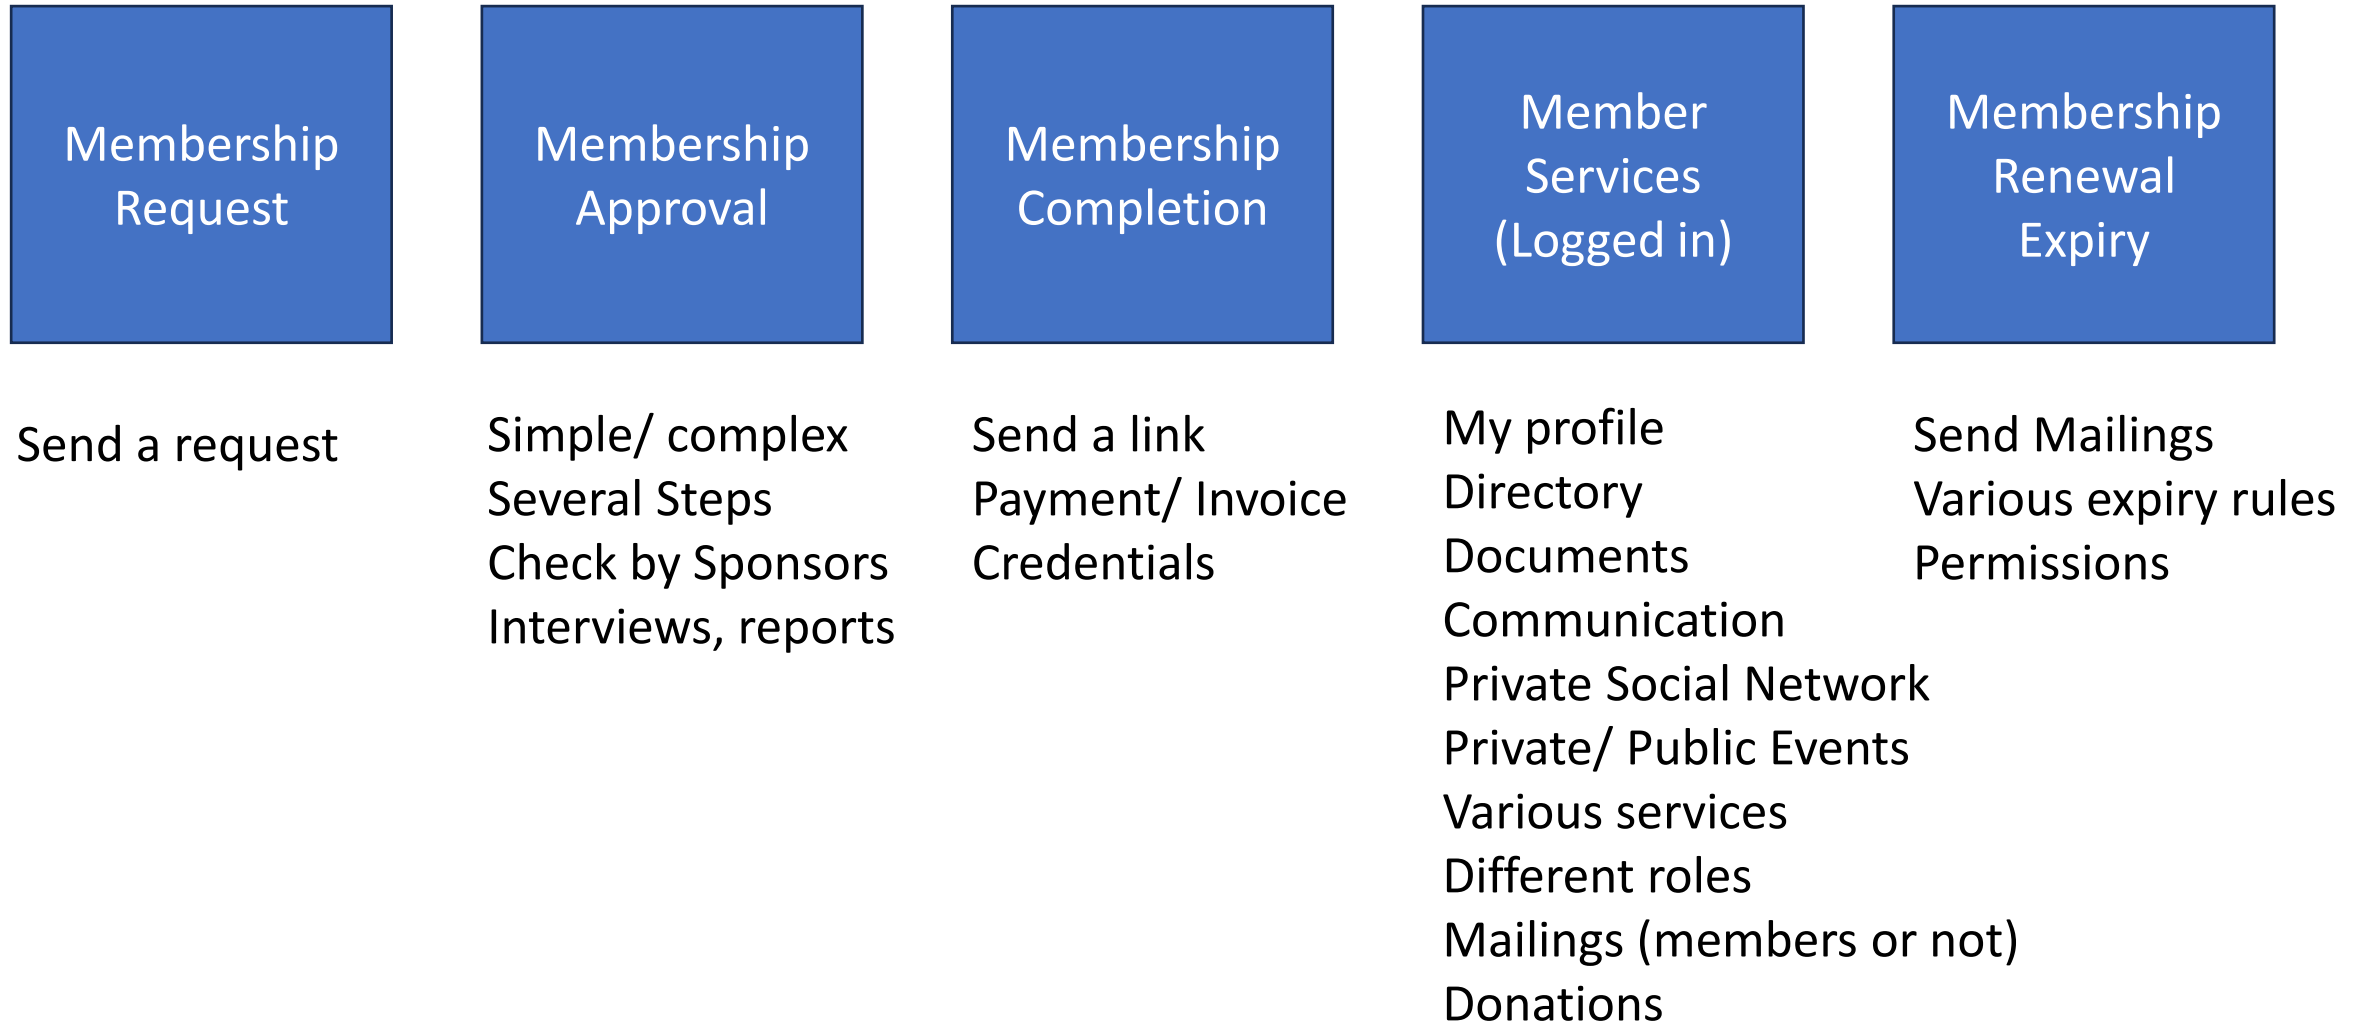 Membership
Request
Membership
Approval
Membership
Completion
Member
Services
(Logged in)
Membership
Renewal
Expiry
Send a request
Simple/ complex
Several Steps
Check by Sponsors
Interviews, reports
Send a link
Payment/ Invoice
Credentials
My profile
Directory
Documents
Communication
Private Social Network
Private/ Public Events
Various services
Different roles
Mailings (members or not)
Donations
Send Mailings
Various expiry rules
Permissions